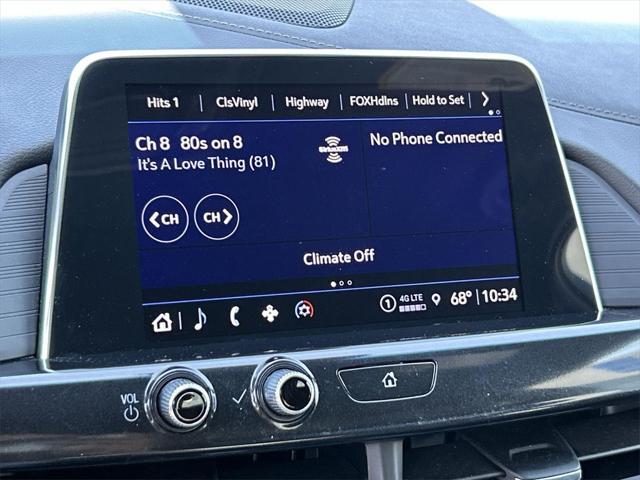 Hits 1 | ClsVinyl | Highway | FOXHdlns | Hold to Set
Ch 8 80s on 8
It's A Love Thing (81)
SiriusXM
No Phone Connected
CH
CH
Climate Off
1 4G LTE 68° 10:34
VOL